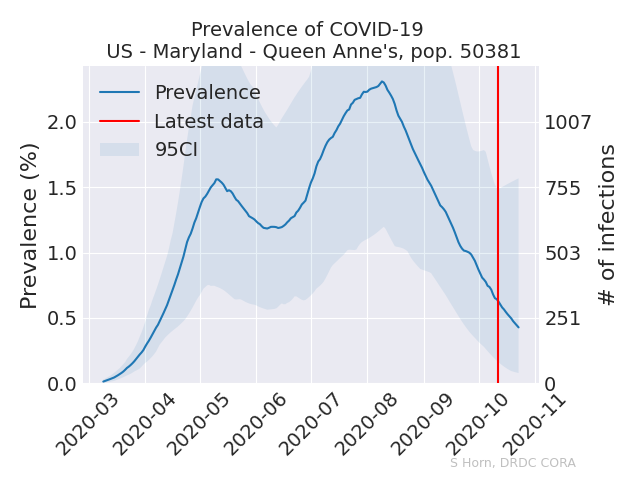 Prevalence of COVID-19
US - Maryland - Queen Anne's, pop. 50381
Prevalence
Latest data
95CI
Prevalence (%)
2.0
1.5
1.0
0.5
0.0
1007
755
503
251
0
# of infections
2020-03
2020-04
2020-05
2020-06
2020-07
2020-08
2020-09
2020-10
2020-11
S Horn, DRDC CORA